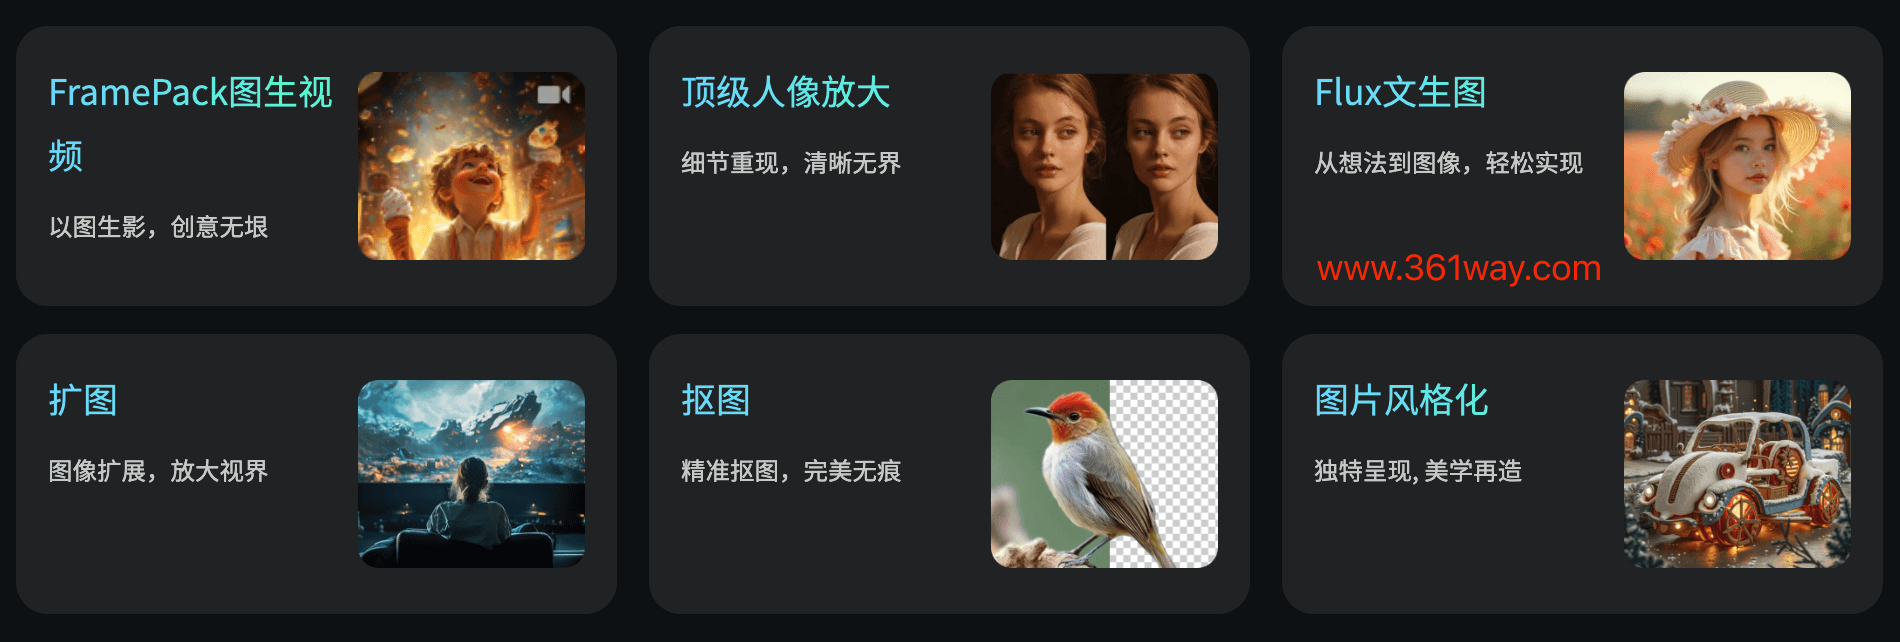 FramePack图生视
频
以图生影，创意无垠
顶级人像放大
细节重现，清晰无界
Flux文生图
从想法到图像，轻松实现
www.361way.com
扩图
图像扩展，放大视界
抠图
精准抠图，完美无痕
图片风格化
独特呈现, 美学再造